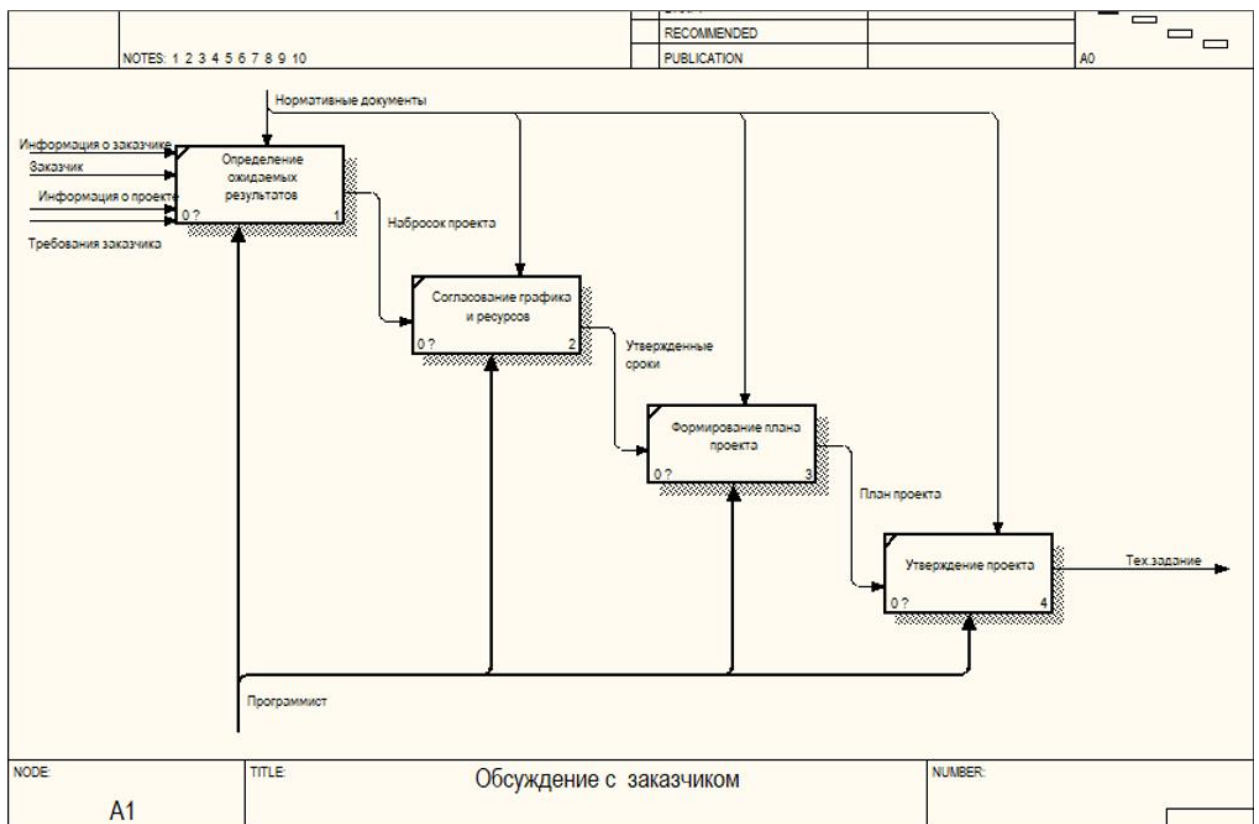 RECOMMENDED
NOTES: 1 2 3 4 5 6 7 8 9 10
PUBLICATION
A0
Нормативные документы
Информация о заказчике
Заказчик
Информация о проекте
Требования заказчика
Определение
ожидаемых
результатов
0 ?
1
Набросок проекта
Согласование графика
и ресурсов
0 ?
2
Утвержденные
сроки
Формирование плана
проекта
0 ?
3
План проекта
Утверждение проекта
0 ?
4
Тех.задание
Программист
NODE:
TITLE:
Обсуждение с заказчиком
NUMBER:
A1